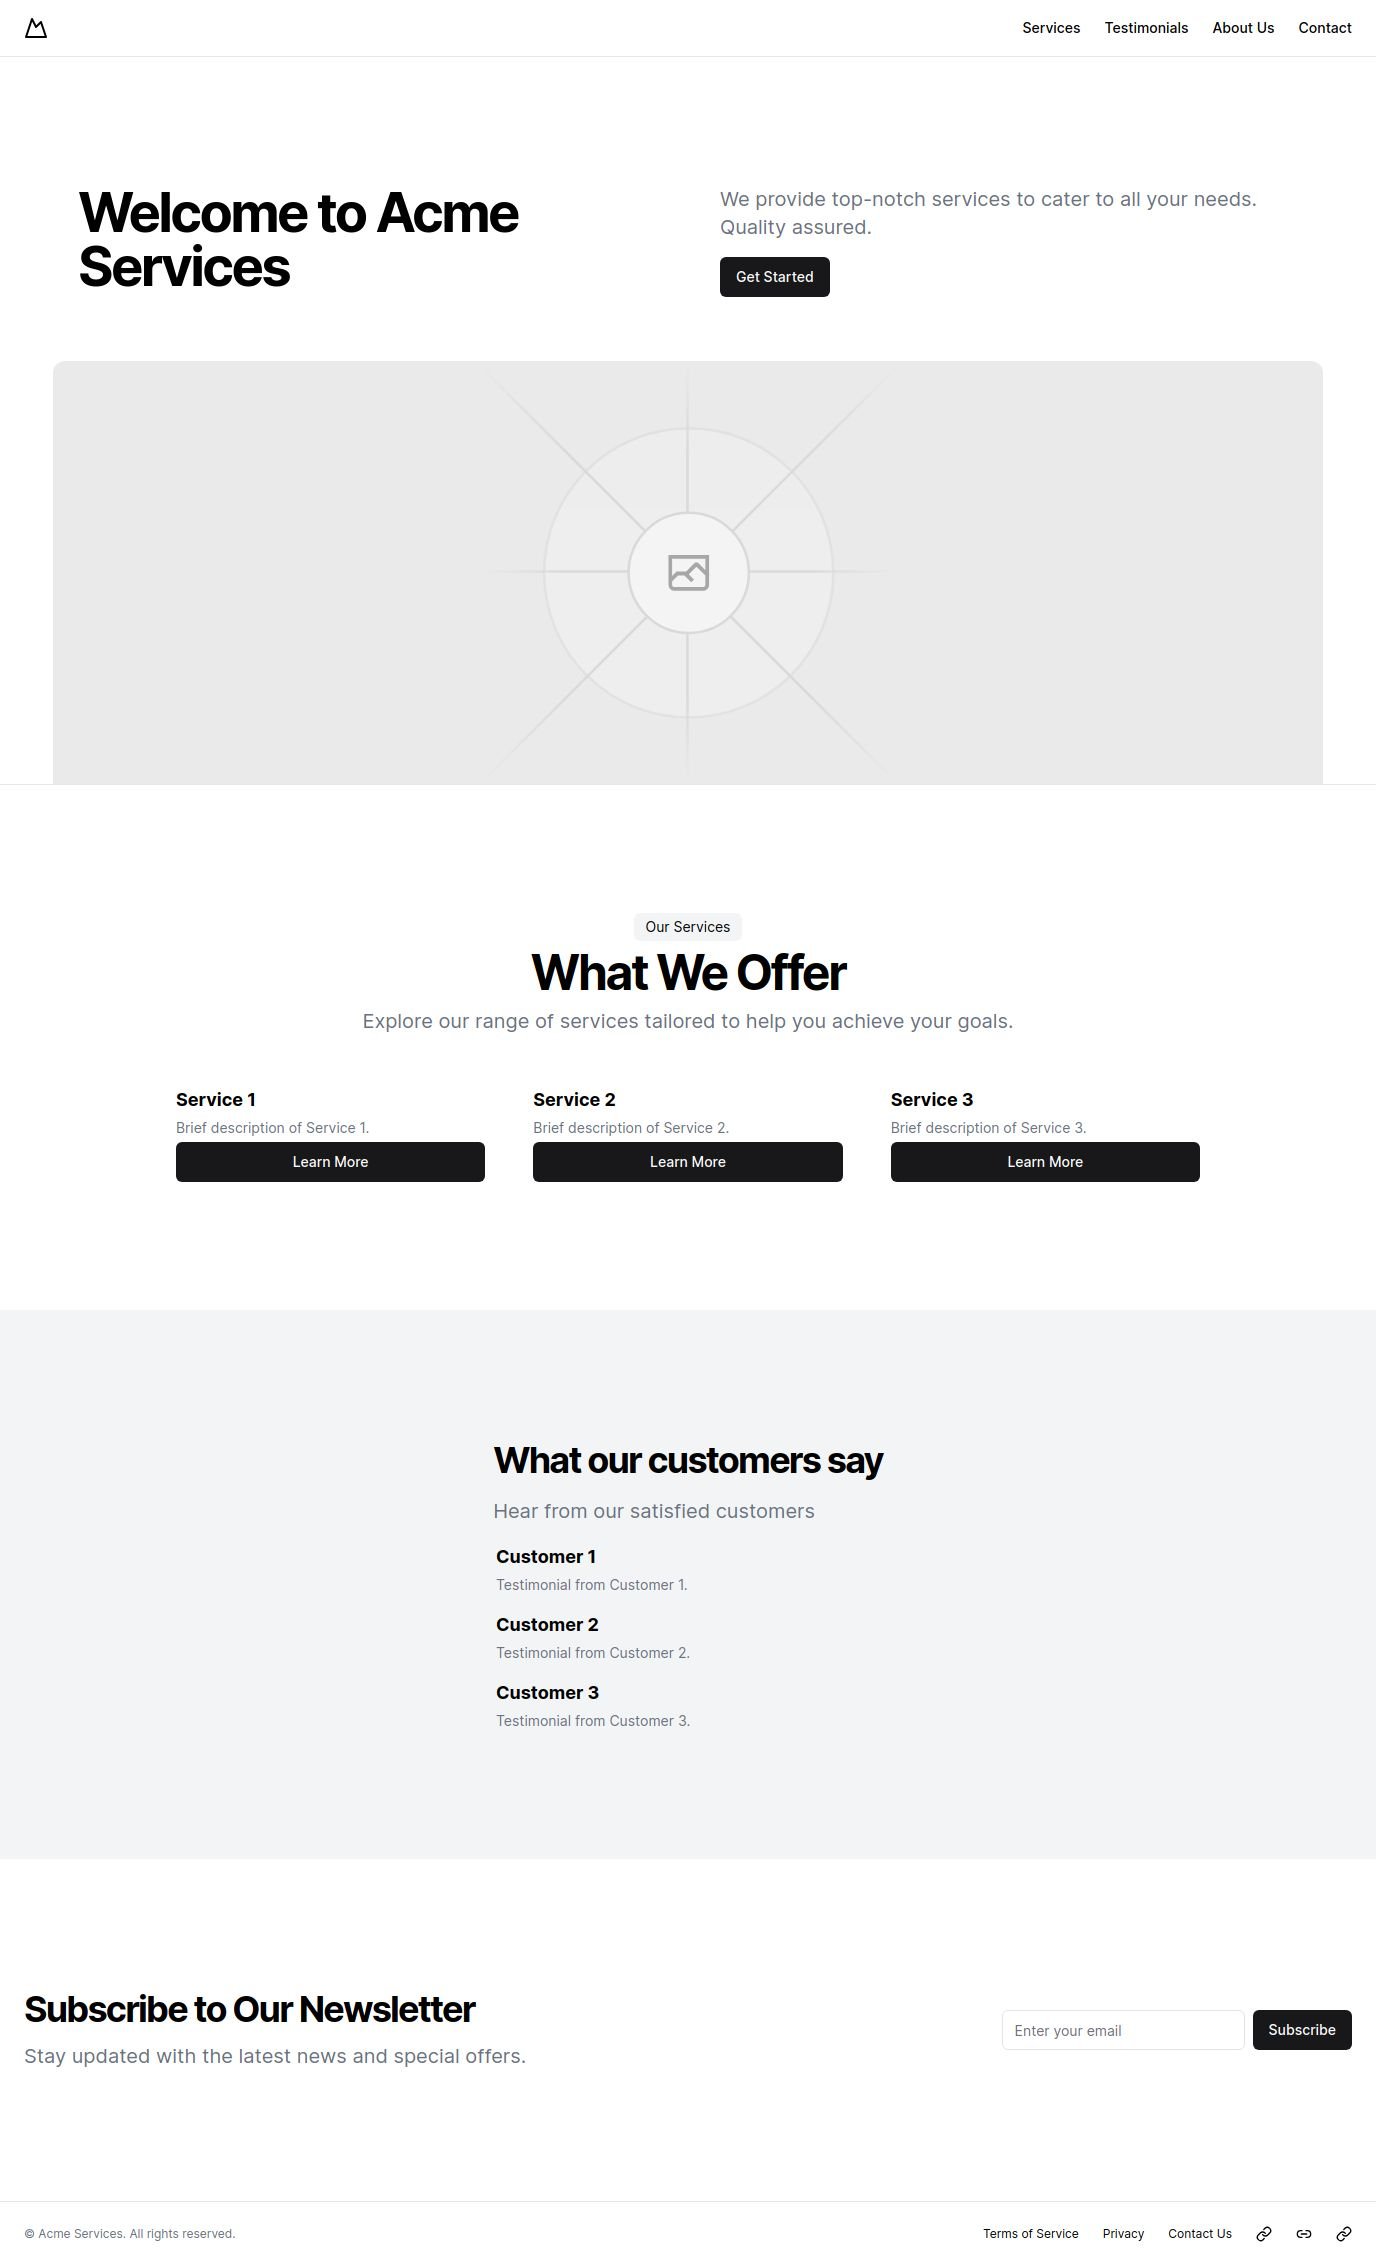 Services Testimonials About Us Contact
Welcome to Acme
Services
We provide top-notch services to cater to all your needs.
Quality assured.
Get Started
Our Services
What We Offer
Explore our range of services tailored to help you achieve your goals.
Service 1
Brief description of Service 1.
Learn More
Service 2
Brief description of Service 2.
Learn More
Service 3
Brief description of Service 3.
Learn More
What our customers say
Hear from our satisfied customers
Customer 1
Testimonial from Customer 1.
Customer 2
Testimonial from Customer 2.
Customer 3
Testimonial from Customer 3.
Subscribe to Our Newsletter
Stay updated with the latest news and special offers.
Enter your email
Subscribe
© Acme Services. All rights reserved.
Terms of Service Privacy Contact Us